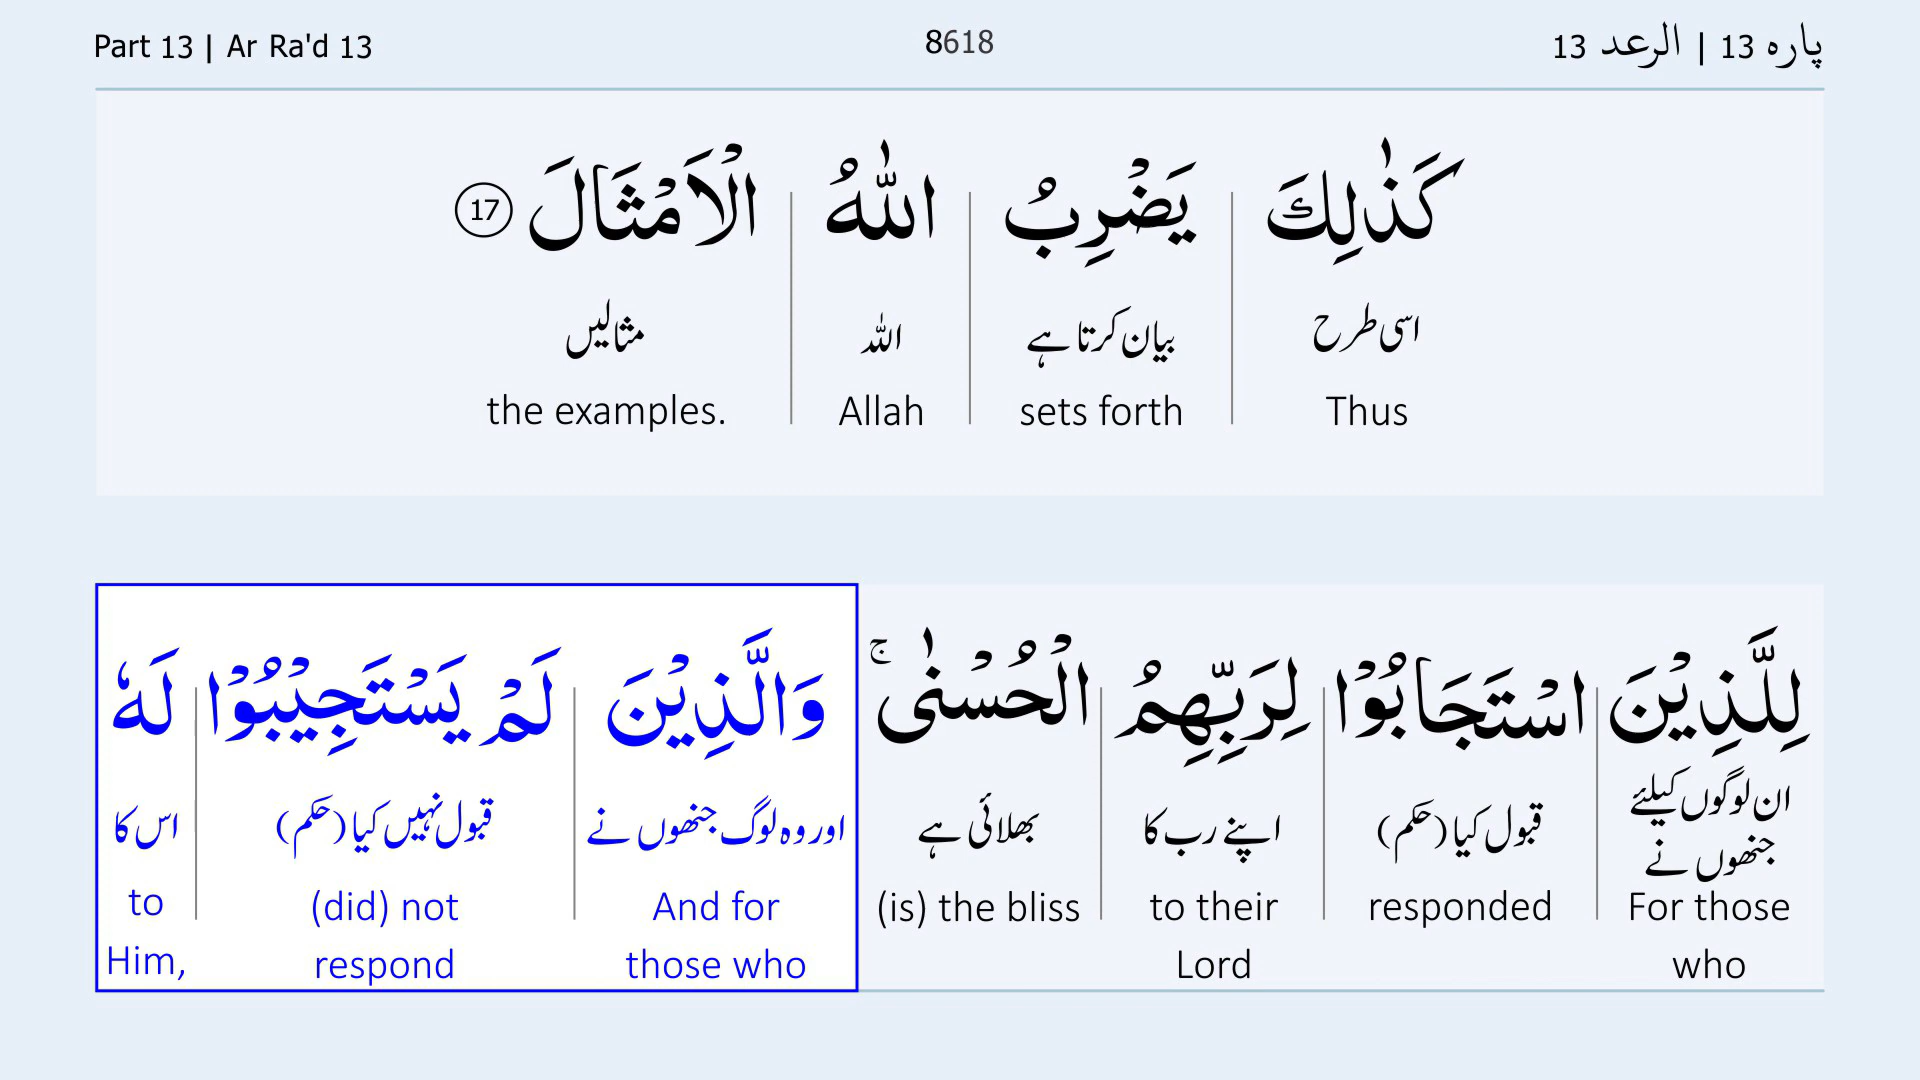 Part 13 | Ar Ra'd 13
8618
پارہ 13 | الرعد 13
كَذٰلِكَ يَضْرِبُ اللّٰهُ الْاَمْثَالَ 17
اسی طرح بیان کرتا ہے اللہ مثالیں
Thus sets forth Allah the examples.
لِلَّذِيْنَ اسْتَجَابُوْا لِرَبِّهِمُ الْحُسْنٰى ۚ وَالَّذِيْنَ لَمْ يَسْتَجِيْبُوْا لَهٗ
ان لوگوں کیلئے جنھوں نے قبول کیا (حکم) اپنے رب کا بھلائی ہے اور وہ لوگ جنھوں نے قبول نہیں کیا (حکم) اس کا
For those who responded to their Lord (is) the bliss And for those who (did) not respond to Him,